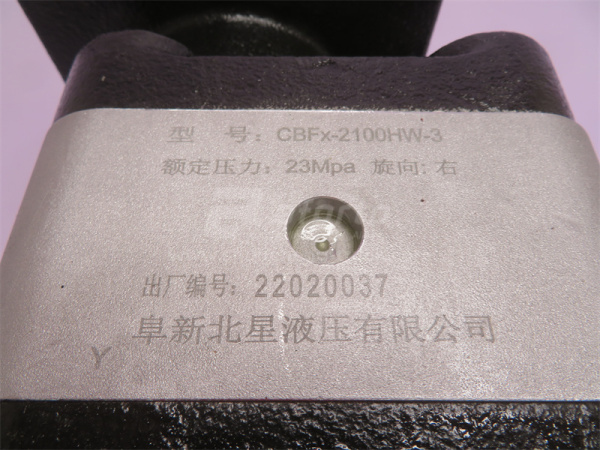 型 号：CBFx-2100HW-3
额定压力：23Mpa 旋向:右
出厂编号：22020037
阜新北星液压有限公司
Y